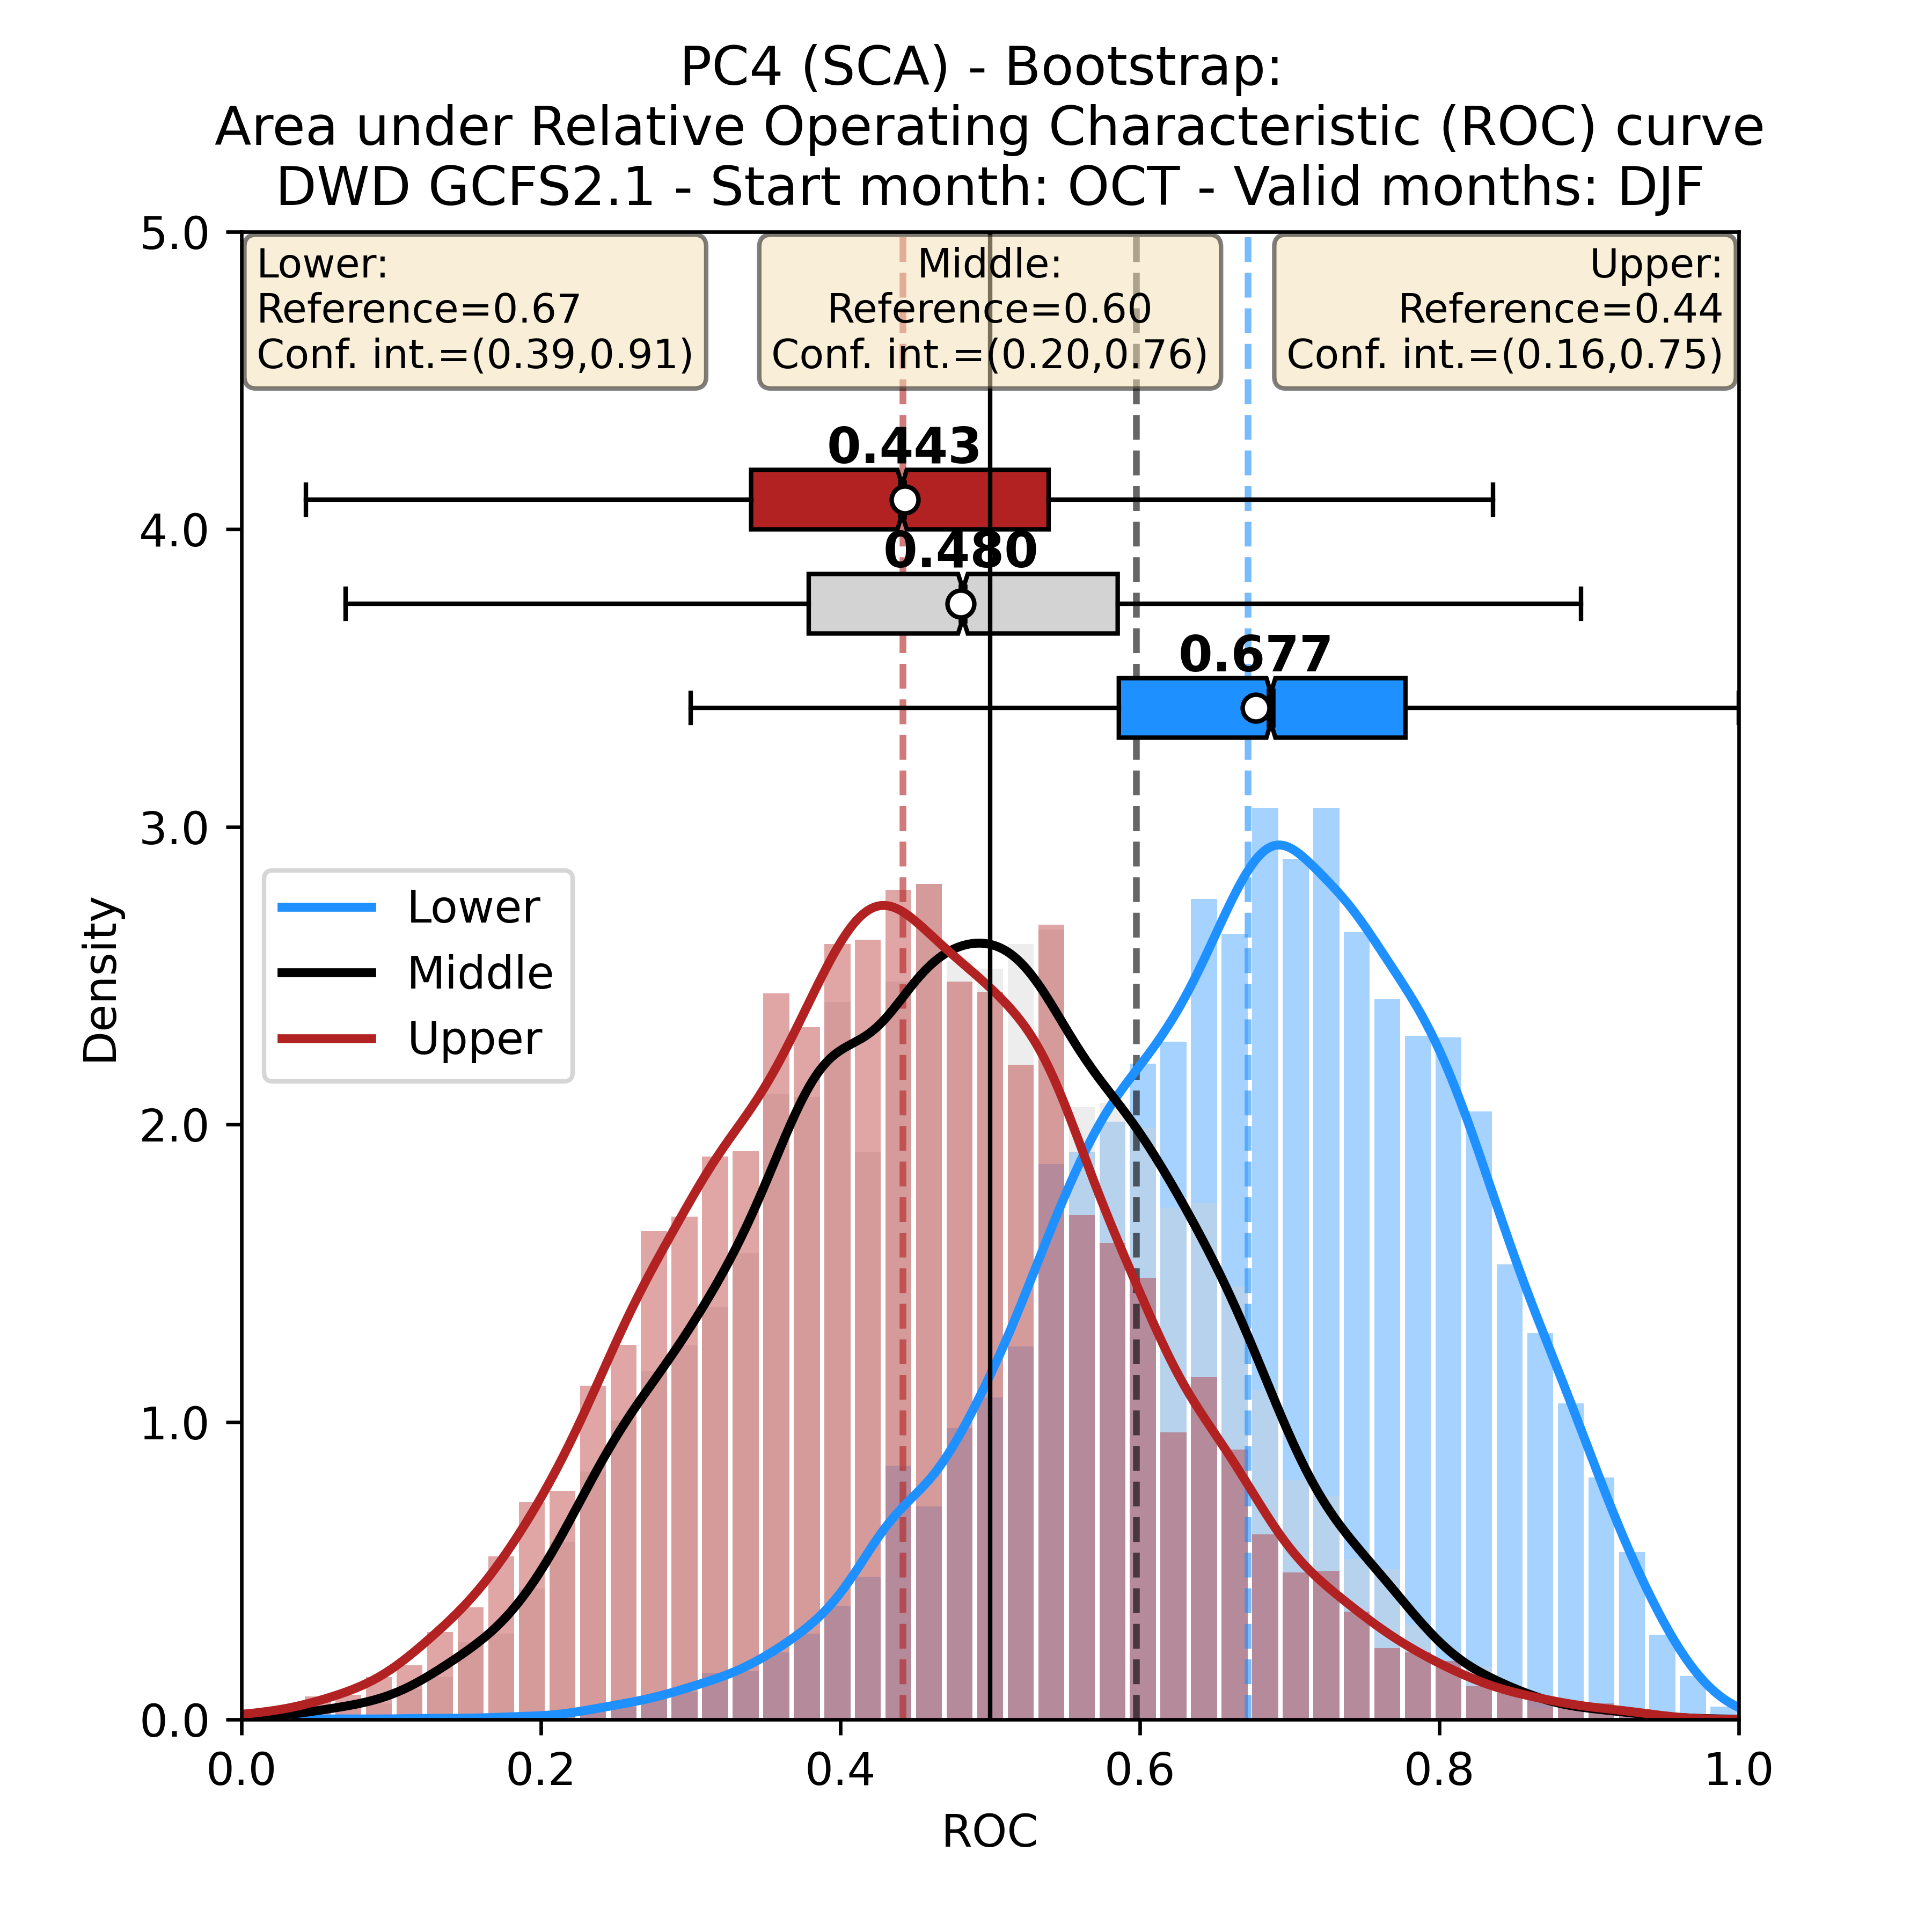 PC4 (SCA) - Bootstrap:
Area under Relative Operating Characteristic (ROC) curve
DWD GCFS2.1 - Start month: OCT - Valid months: DJF
5.0
Lower:
Reference=0.67
Conf. int.=(0.39,0.91)
Middle:
Reference=0.60
Conf. int.=(0.20,0.76)
Upper:
Reference=0.44
Conf. int.=(0.16,0.75)
0.443
4.0
0.480
0.677
3.0
Lower
Middle
Upper
Density
2.0
1.0
0.0
0.0
0.2
0.4
0.6
0.8
1.0
ROC